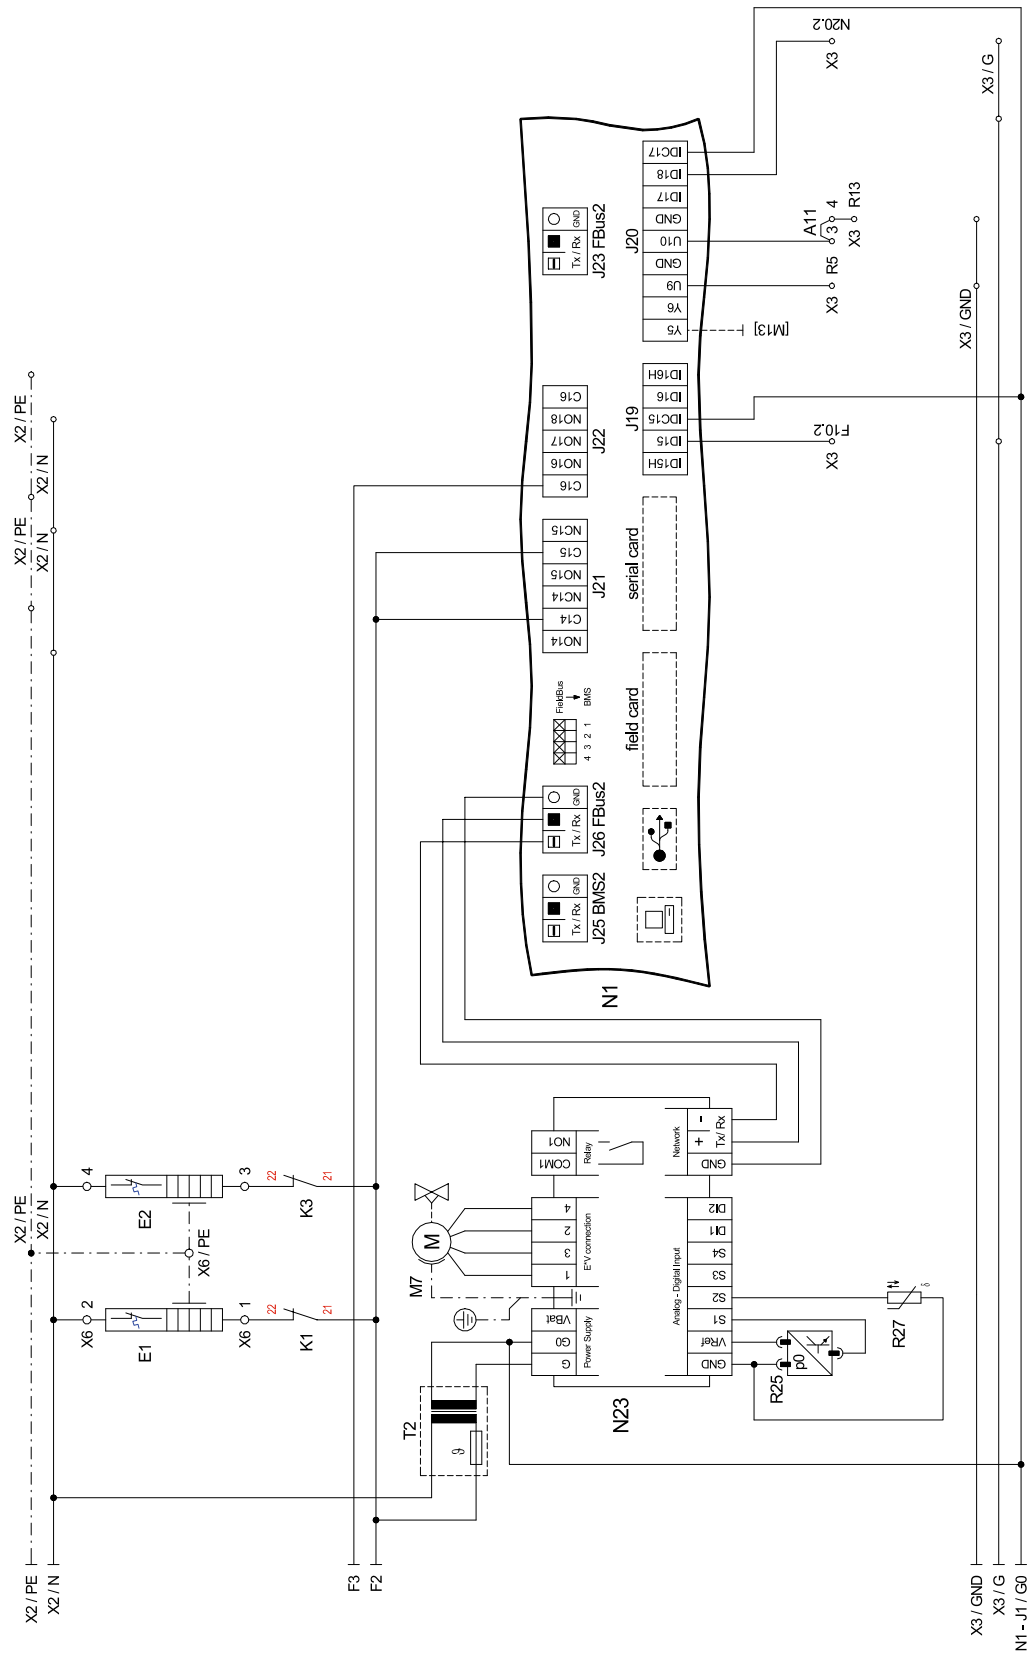 X2 / PE
X2 / N
F3
F2
X2 / PE
X2 / N
X2 / PE
X2 / N
X2 / PE
X2 / N
X6
2
E1
X6
1
22
21
K1
4
E2
3
22
21
K3
X6 / PE
T2
ϑ
M7
M
N23
G
G0
VBat
Power Supply
1
3
2
4
E*V connection
COM1
NO1
Relay
GND
VRef
S1
S2
S3
S4
DI1
DI2
Analog - Digital Input
GND
+
-
Tx/ Rx
Network
R25
p0
R27
δ
N1
Tx / Rx
GND
J25 BMS2
Tx / Rx
GND
J26 FBus2
4 3 2 1
FieldBus
BMS
NO14
C14
NC14
NO15
C15
NC15
J21
C16
NO16
NO17
NO18
C16
J22
Tx / Rx
GND
J23 FBus2
field card
serial card
ID15H
ID15
IDC15
ID16
ID16H
J19
Y5
Y6
U9
GND
U10
GND
ID17
ID18
IDC17
J20
[M13]
X3
F10.2
X3
R5
X3
3
A11
4
R13
X3
N20.2
X3 / GND
X3 / G
X3 / GND
X3 / G
N1 - J1 / G0